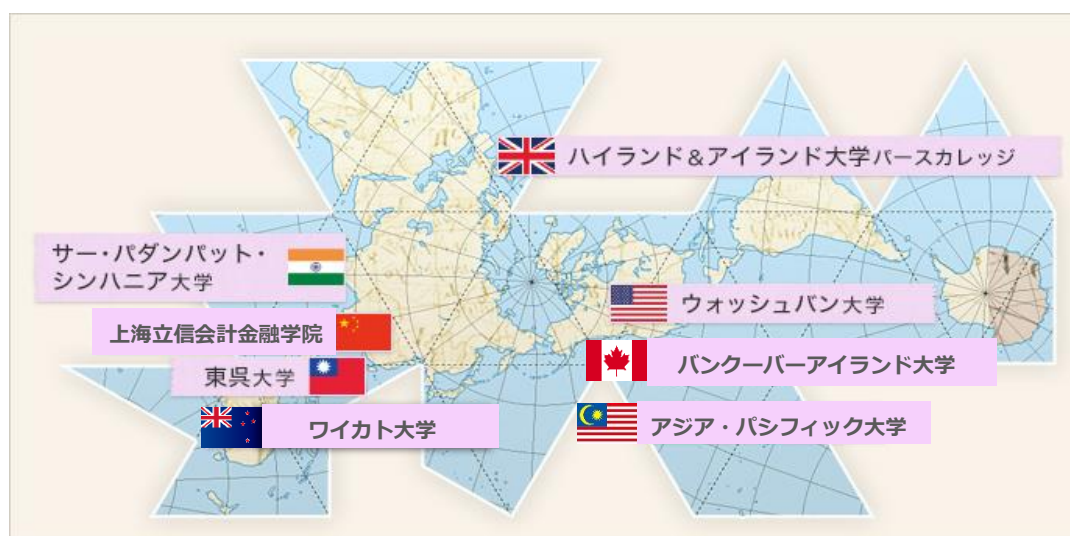 ハイランド&アイランド大学パースカレッジ
サー・パダンパット・
シンハニア大学
ウォッシュバン大学
上海立信会計金融学院
バンクーバーアイランド大学
東呉大学
ワイカト大学
アジア・パシフィック大学